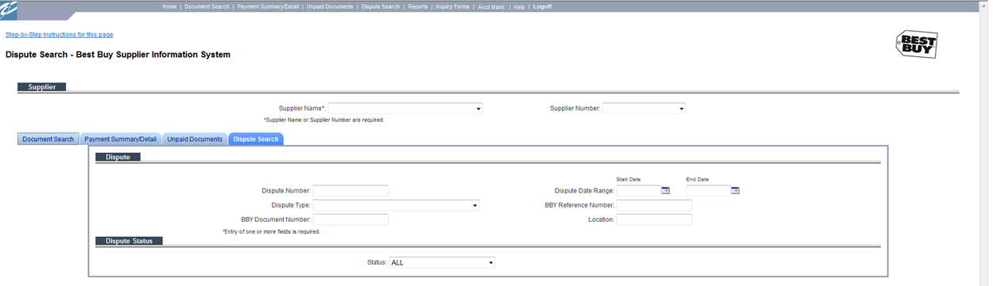 Home | Document Search | Payment Summary/Detail | Unpaid Documents | Dispute Search | Reports | Inquiry Forms | Acct Maint. | Help | Logoff
Step-by-Step Instructions for this page
BEST BUY
Dispute Search - Best Buy Supplier Information System
Supplier
Supplier Name*: Supplier Number:
*Supplier Name or Supplier Number are required.
Document Search Payment Summary/Detail Unpaid Documents Dispute Search
Dispute
Start Date End Date
Dispute Number: Dispute Date Range:
Dispute Type: BBY Reference Number:
BBY Document Number: Location:
*Entry of one or more fields is required.
Dispute Status
Status: ALL